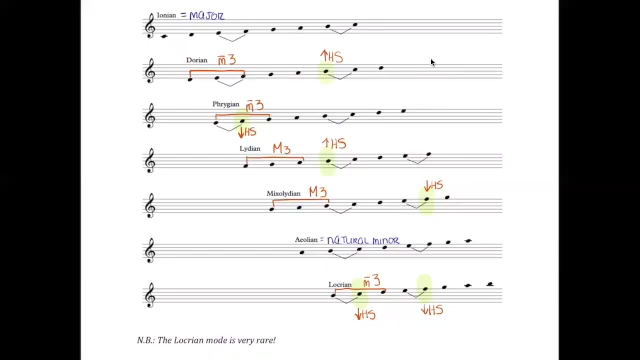 Ionian = MAJOR
Dorian m3 ↑HS
Phrygian m3
↓HS
Lydian M3 ↑HS
Mixolydian M3 ↓HS
Aeolian = NATURAL MINOR
Locrian m3
↓HS ↓HS
N.B.: The Locrian mode is very rare!